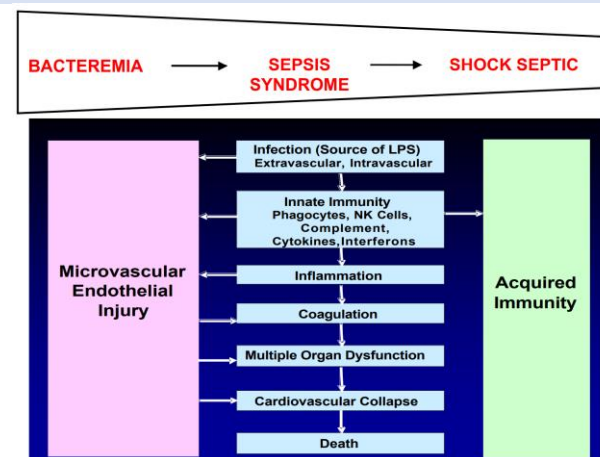 BACTEREMIA
SEPSIS
SYNDROME
SHOCK SEPTIC
Infection (Source of LPS)
Extravascular, Intravascular
Innate Immunity
Phagocytes, NK Cells,
Complement,
Cytokines,Interferons
Inflammation
Coagulation
Multiple Organ Dysfunction
Cardiovascular Collapse
Death
Microvascular
Endothelial
Injury
Acquired
Immunity